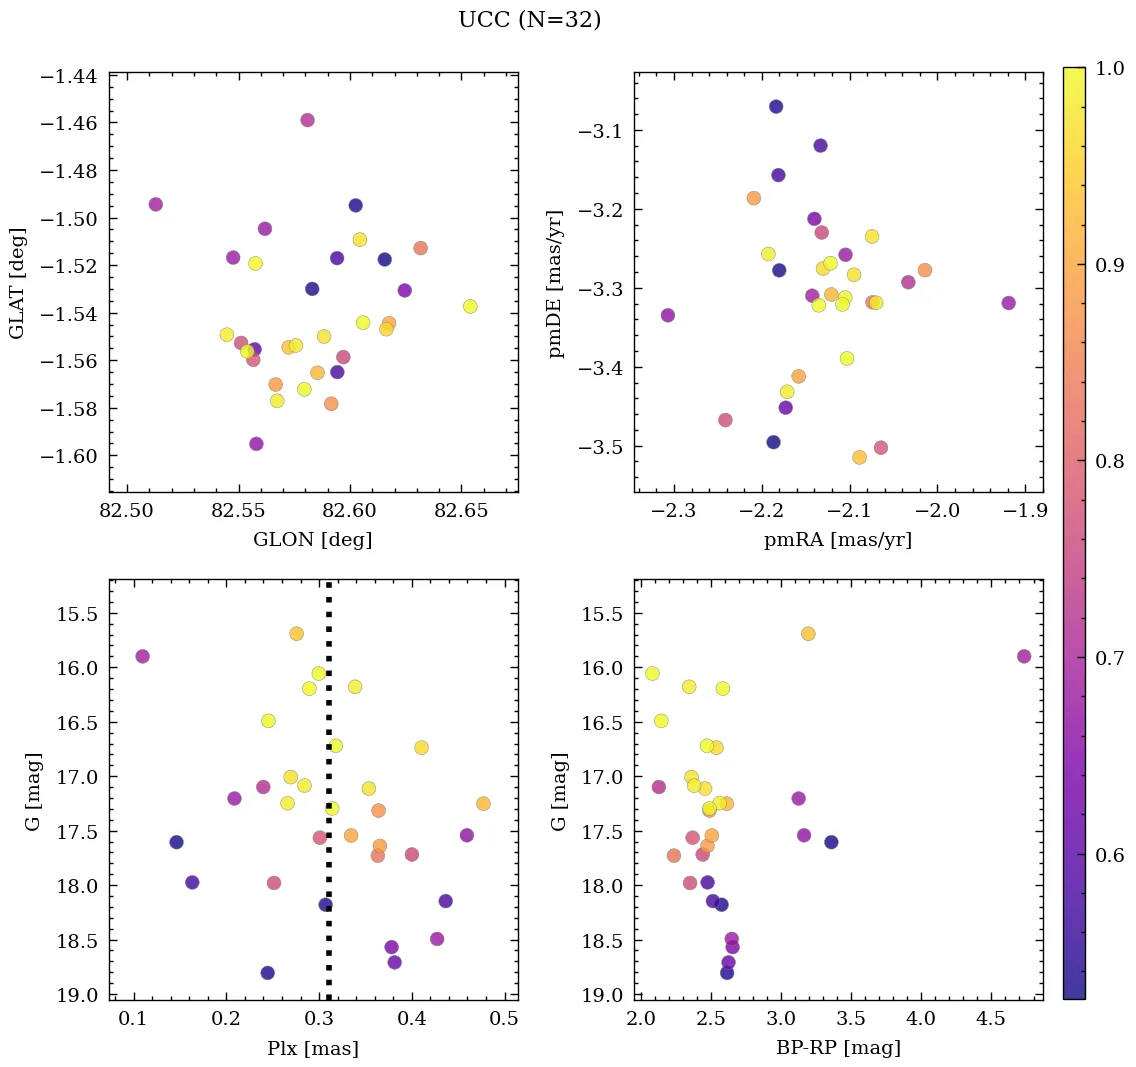 UCC (N=32)
−1.44
−1.46
−1.48
−1.50
−1.52
−1.54
−1.56
−1.58
−1.60
GLAT [deg]
82.50 82.55 82.60 82.65
GLON [deg]
−3.1
−3.2
−3.3
−3.4
−3.5
pmDE [mas/yr]
−2.3 −2.2 −2.1 −2.0 −1.9
pmRA [mas/yr]
15.5
16.0
16.5
17.0
17.5
18.0
18.5
19.0
G [mag]
0.1 0.2 0.3 0.4 0.5
Plx [mas]
15.5
16.0
16.5
17.0
17.5
18.0
18.5
19.0
G [mag]
2.0 2.5 3.0 3.5 4.0 4.5
BP-RP [mag]
1.0
0.9
0.8
0.7
0.6